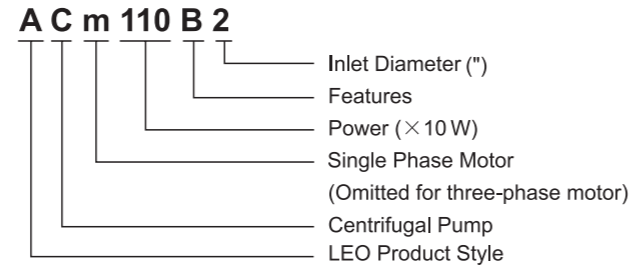 A C m 110 B 2
Inlet Diameter (")
Features
Power (×10 W)
Single Phase Motor
(Omitted for three-phase motor)
Centrifugal Pump
LEO Product Style